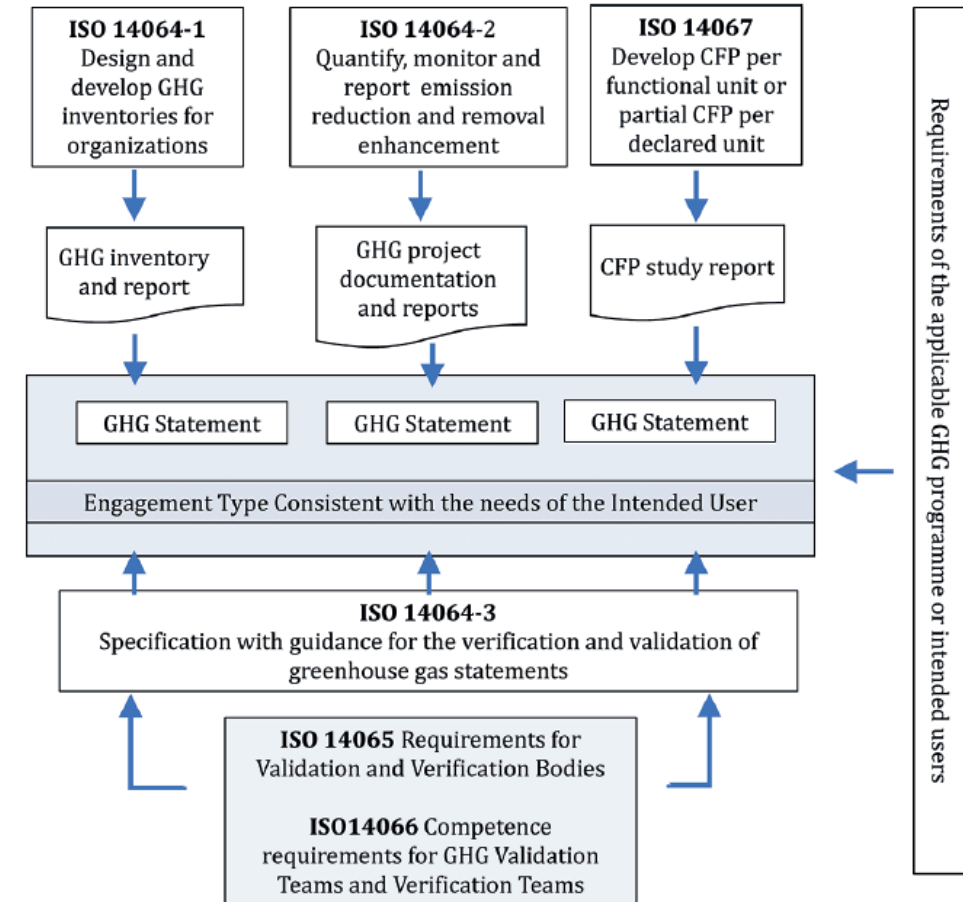 ISO 14064-1
Design and
develop GHG
inventories for
organizations
ISO 14064-2
Quantify, monitor and
report emission
reduction and removal
enhancement
ISO 14067
Develop CFP per
functional unit or
partial CFP per
declared unit
GHG inventory
and report
GHG project
documentation
and reports
CFP study report
GHG Statement
GHG Statement
GHG Statement
Engagement Type Consistent with the needs of the Intended User
ISO 14064-3
Specification with guidance for the verification and validation of
greenhouse gas statements
ISO 14065 Requirements for
Validation and Verification Bodies
ISO14066 Competence
requirements for GHG Validation
Teams and Verification Teams
Requirements of the applicable GHG programme or intended users